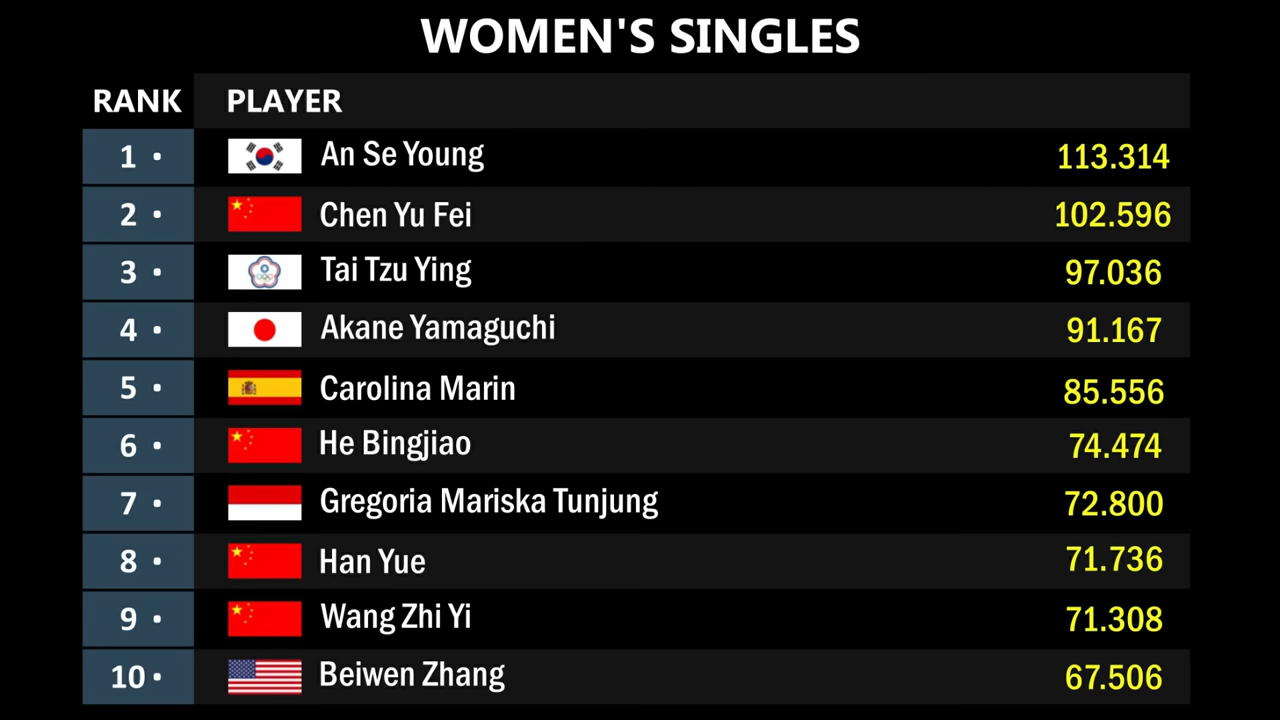 WOMEN'S SINGLES
RANK PLAYER
1 • An Se Young 113.314
2 • Chen Yu Fei 102.596
3 • Tai Tzu Ying 97.036
4 • Akane Yamaguchi 91.167
5 • Carolina Marin 85.556
6 • He Bingjiao 74.474
7 • Gregoria Mariska Tunjung 72.800
8 • Han Yue 71.736
9 • Wang Zhi Yi 71.308
10 • Beiwen Zhang 67.506